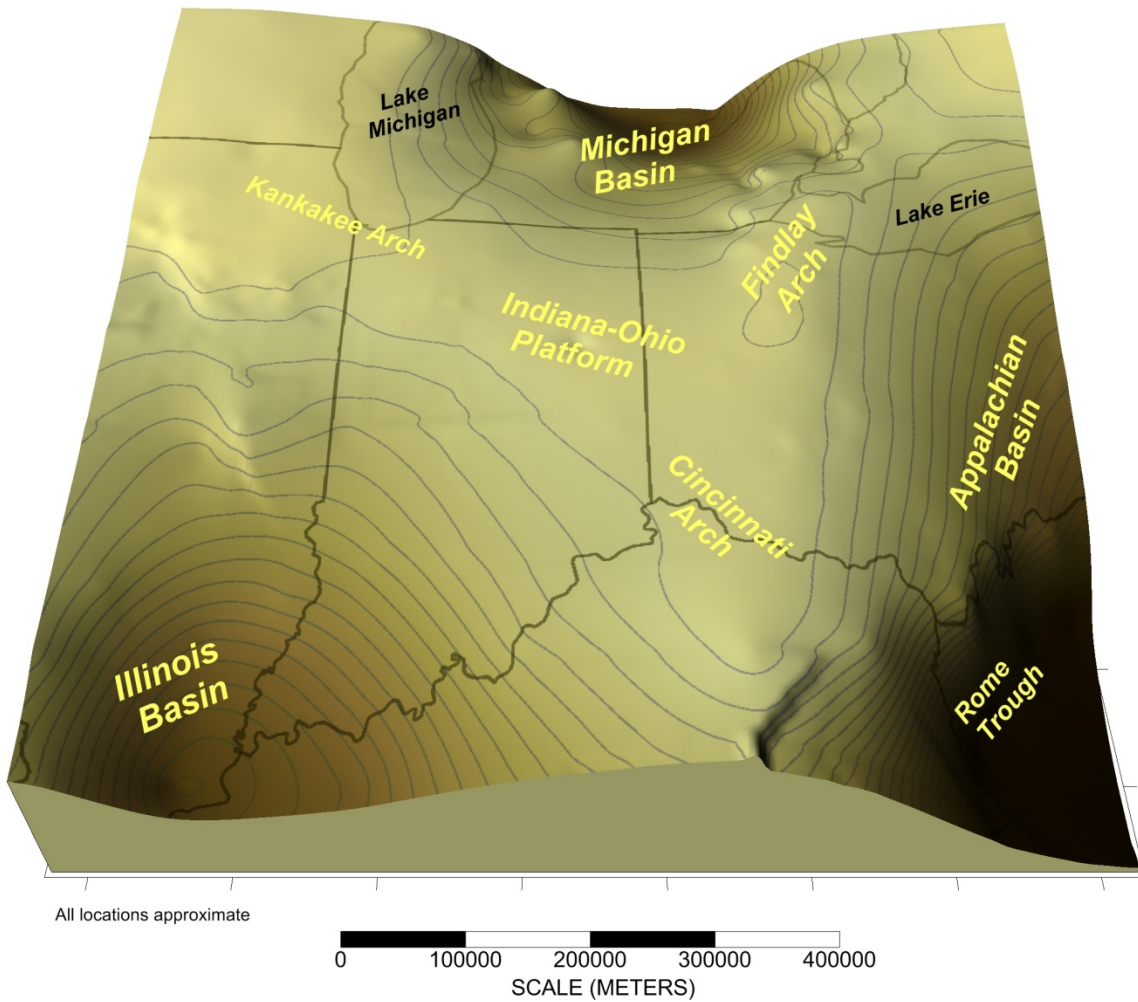 Lake
Michigan
Michigan
Basin
Kankakee Arch
Lake Erie
Findlay
Arch
Indiana-Ohio
Platform
Appalachian
Basin
Cincinnati
Arch
Illinois
Basin
Rome
Trough
All locations approximate
0 100000 200000 300000 400000
SCALE (METERS)